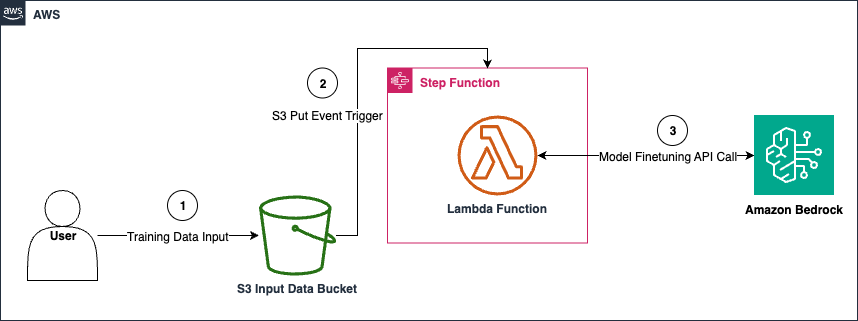 aws
AWS
2
Step Function
S3 Put Event Trigger
3
Model Finetuning API Call
Lambda Function
Amazon Bedrock
1
User
Training Data Input
S3 Input Data Bucket